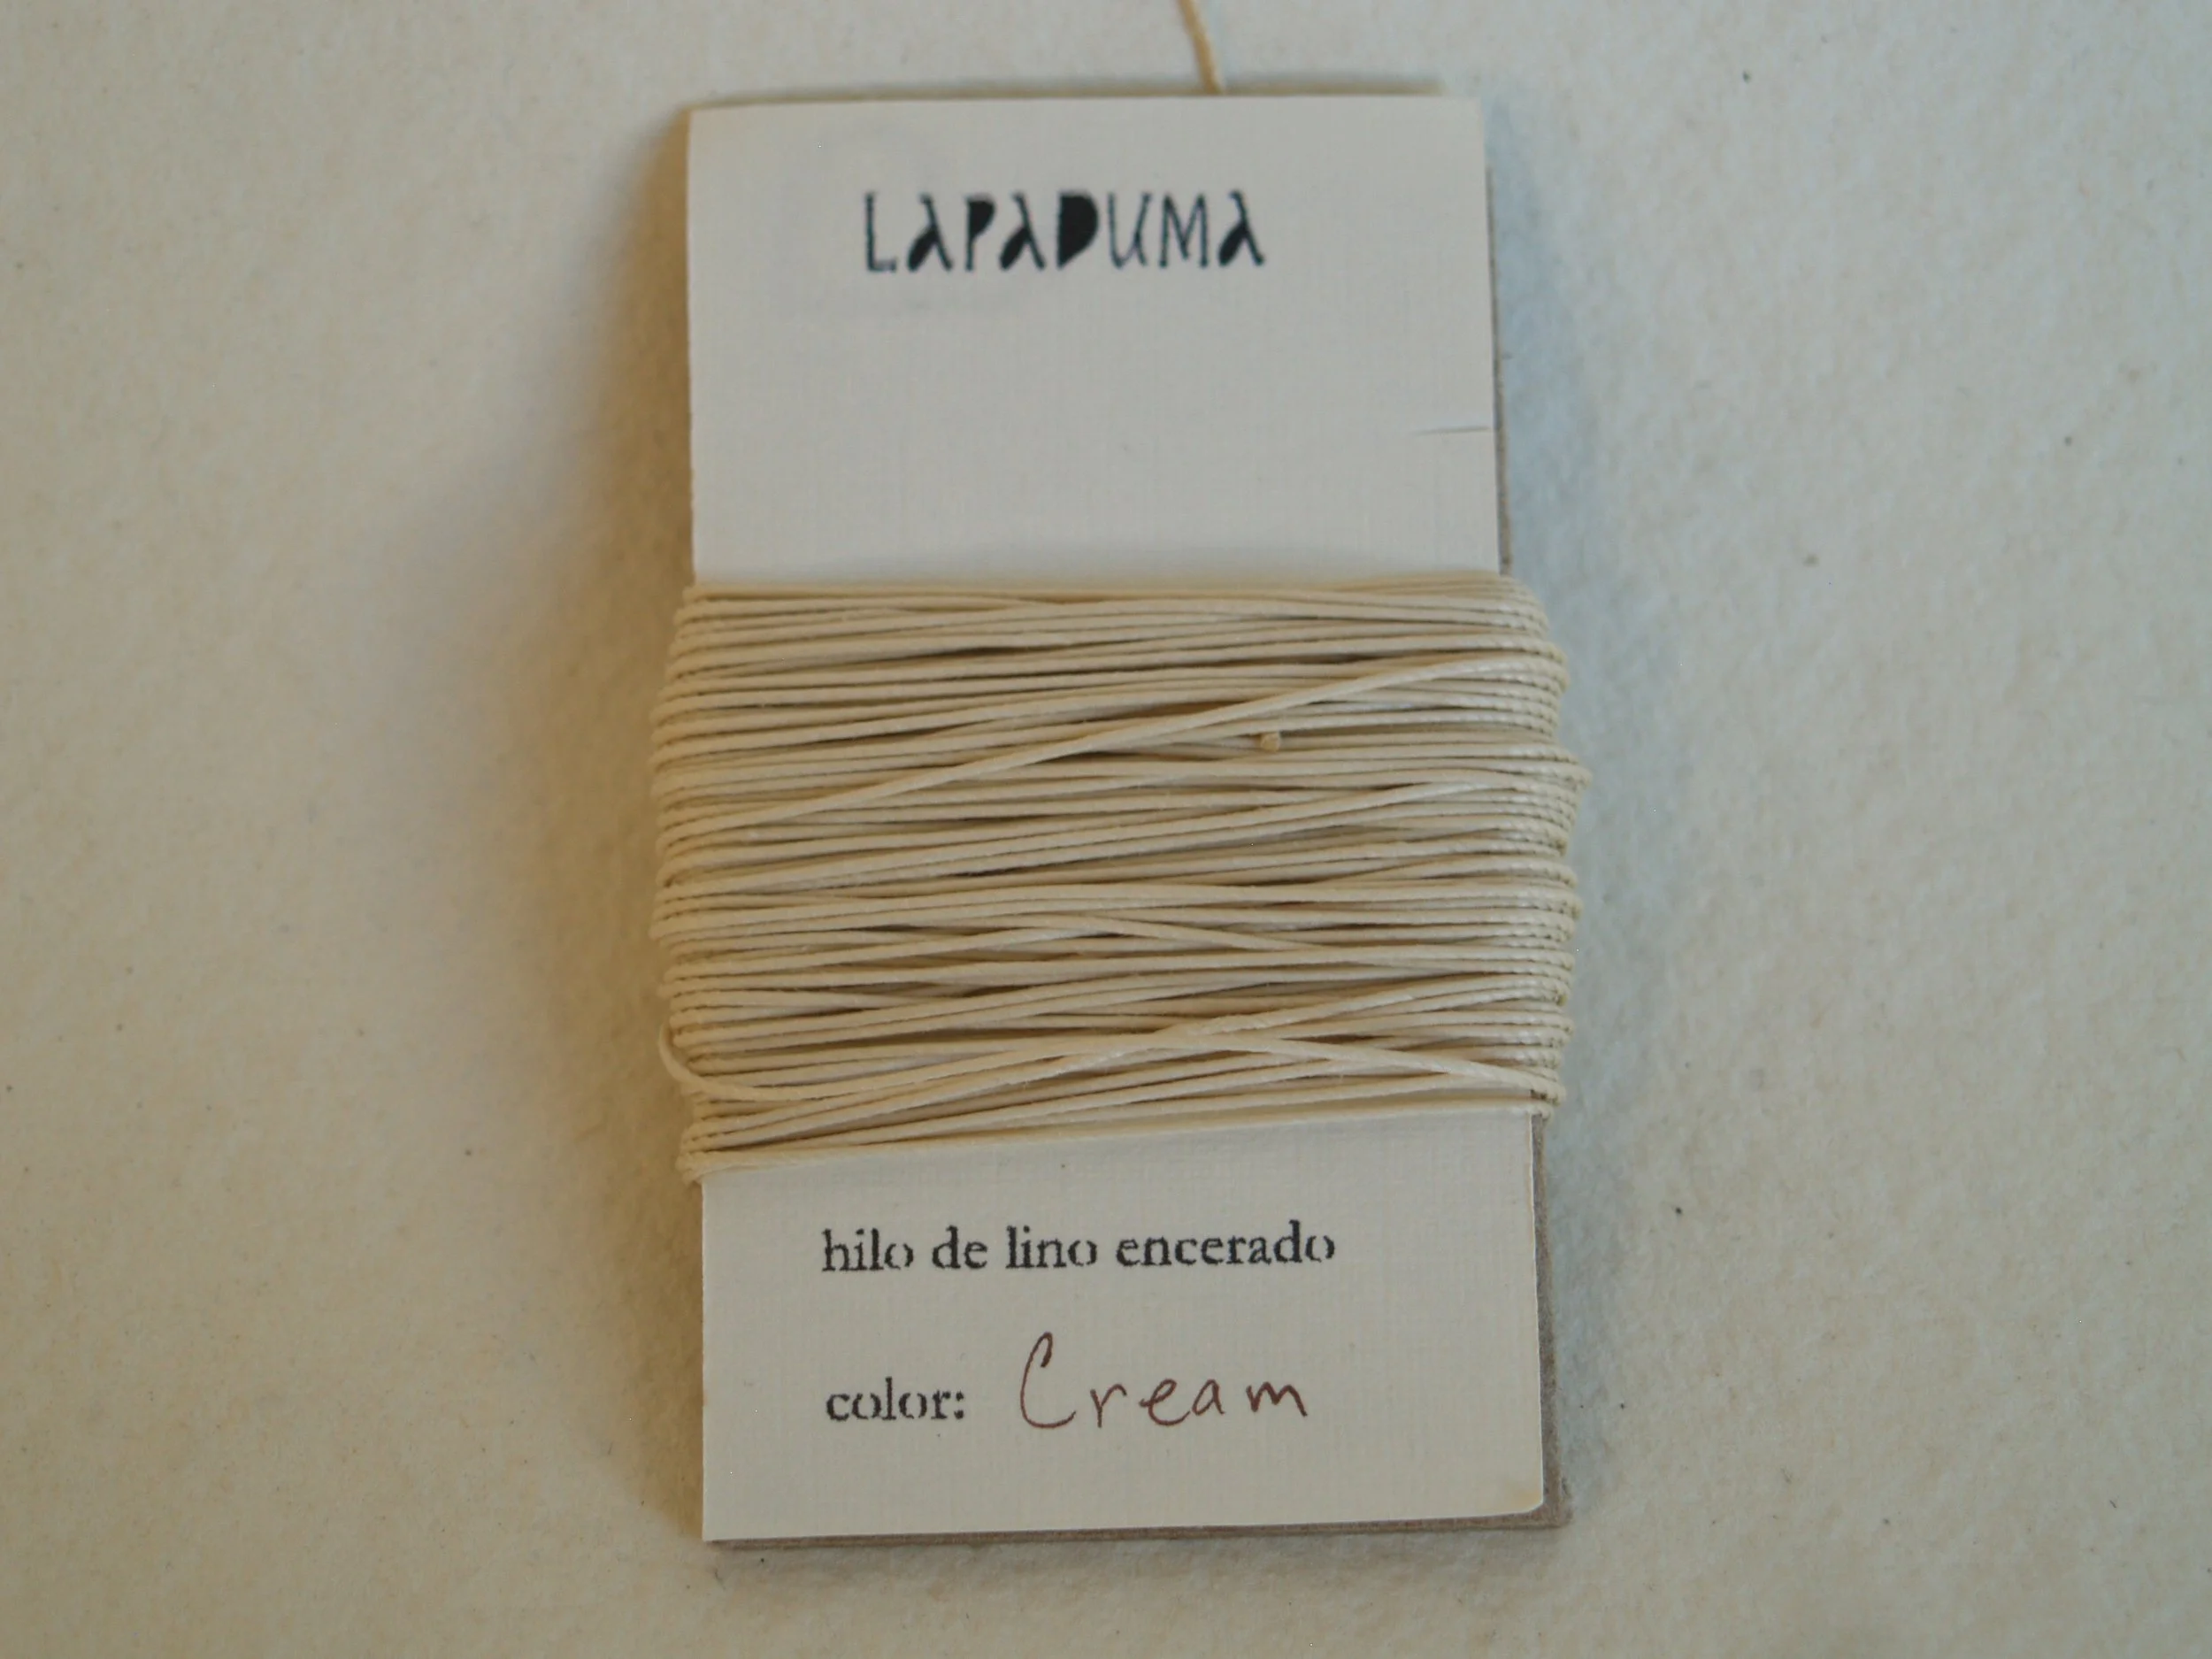 LAPADUMA
hilo de lino encerado
color: Cream